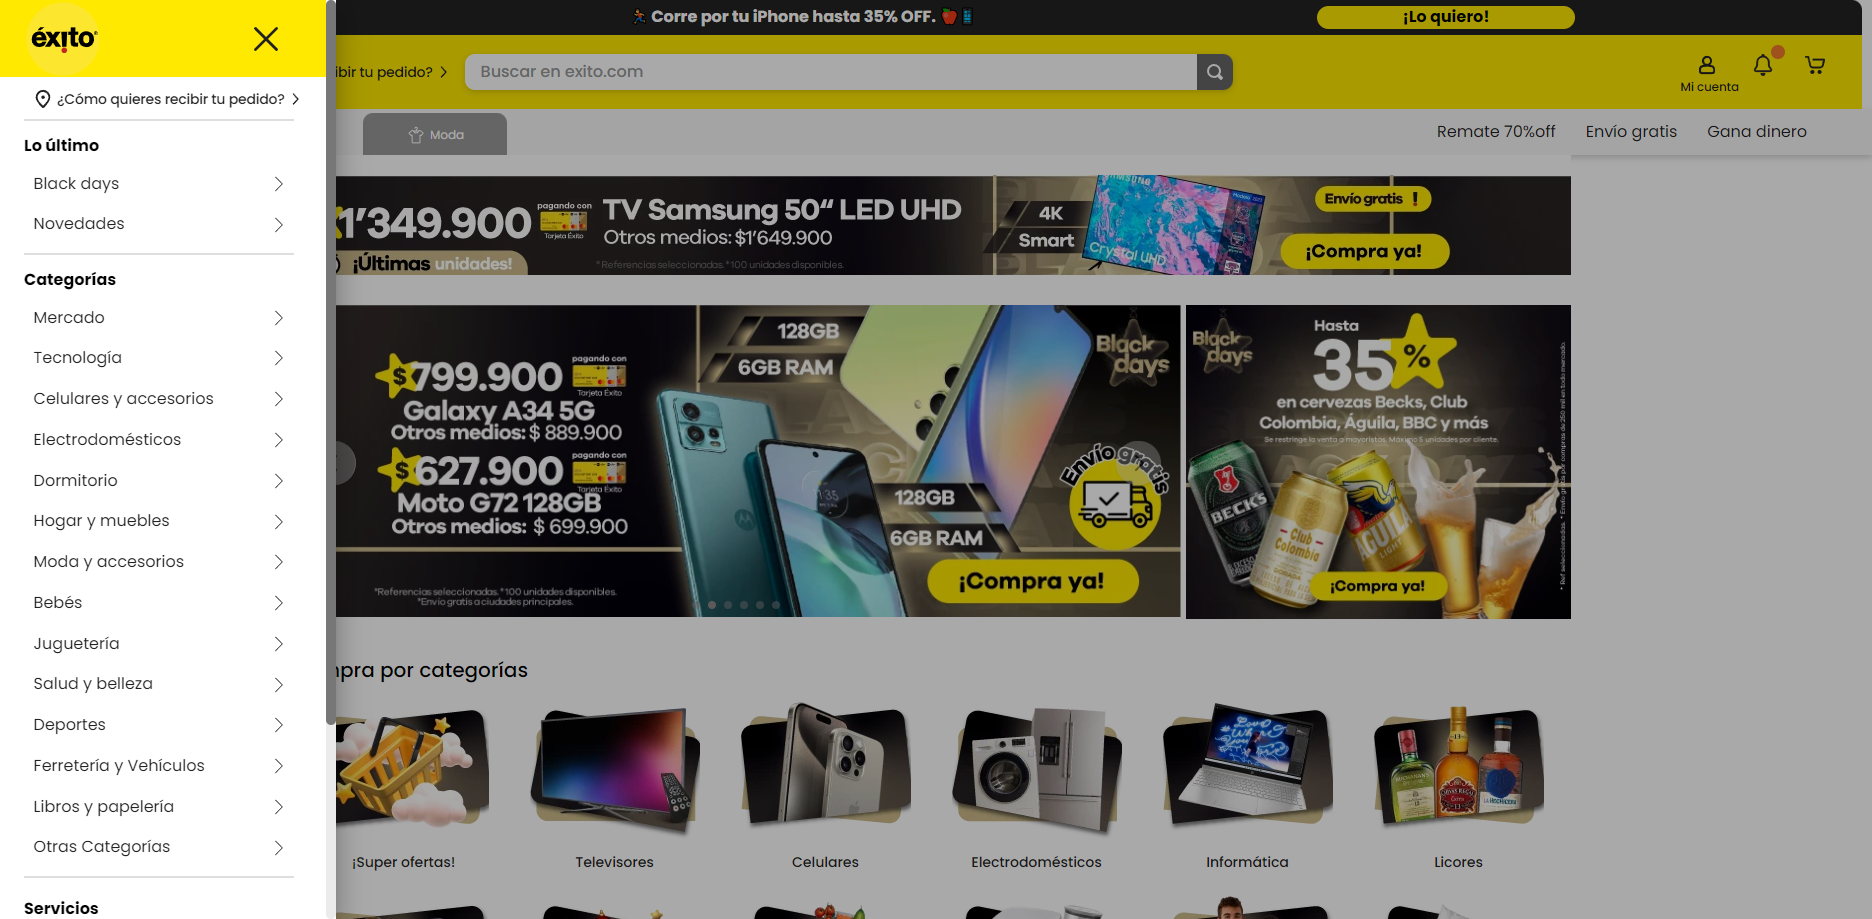 éxito
¿Cómo quieres recibir tu pedido?
Lo último
Black days
Novedades
Categorías
Mercado
Tecnología
Celulares y accesorios
Electrodomésticos
Dormitorio
Hogar y muebles
Moda y accesorios
Bebés
Juguetería
Salud y belleza
Deportes
Ferretería y Vehículos
Libros y papelería
Otras Categorías
Servicios
Corre por tu iPhone hasta 35% OFF.
¡Lo quiero!
ibir tu pedido?
Buscar en exito.com
Mi cuenta
Moda
Remate 70%off
Envío gratis
Gana dinero
1'349.900
pagando con
Tarjeta Éxito
¡Últimas unidades!
TV Samsung 50“ LED UHD
Otros medios: $1'649.900
*Referencias seleccionadas. *100 unidades disponibles.
4K
Smart
SAMSUNG
Crystal UHD
Envío gratis !
¡Compra ya!
$799.900
pagando con
Tarjeta Éxito
Galaxy A34 5G
Otros medios: $ 889.900
$627.900
pagando con
Tarjeta Éxito
Moto G72 128GB
Otros medios: $ 699.900
*Referencias seleccionadas. *100 unidades disponibles.
*Envío gratis a ciudades principales.
128GB
6GB RAM
128GB
6GB RAM
Black days
Envío gratis
¡Compra ya!
Black days
Hasta
35%
en cervezas Becks, Club
Colombia, Águila, BBC y más
Se restringe la venta a mayoristas. Máximo 5 unidades por cliente.
BECK'S
Club Colombia
DORADA
AGUILA
LIGHT
¡Compra ya!
mpra por categorías
¡Super ofertas!
Televisores
Celulares
Electrodomésticos
Informática
Licores